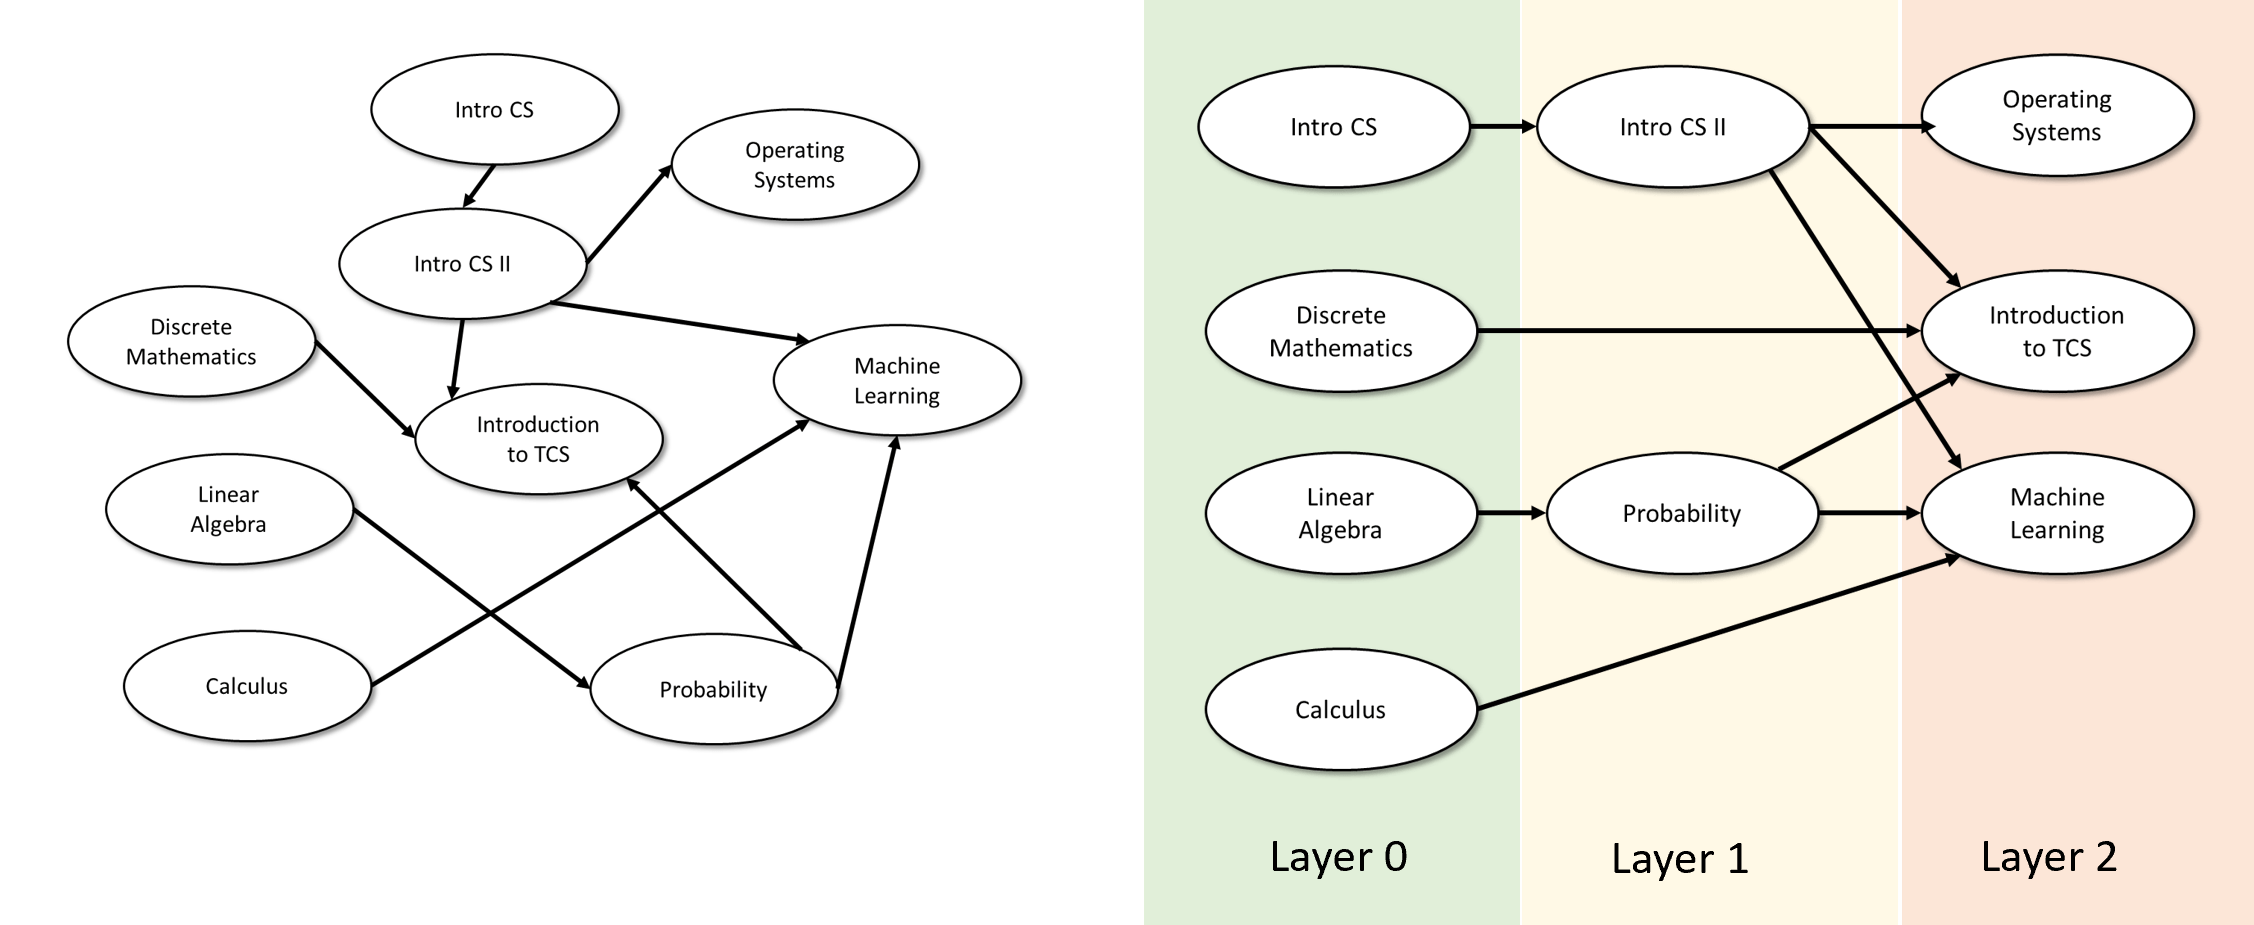 Intro CS
Operating
Systems
Intro CS II
Discrete
Mathematics
Machine
Learning
Introduction
to TCS
Linear
Algebra
Calculus
Probability
Intro CS
Intro CS II
Operating
Systems
Discrete
Mathematics
Introduction
to TCS
Linear
Algebra
Probability
Machine
Learning
Calculus
Layer 0
Layer 1
Layer 2